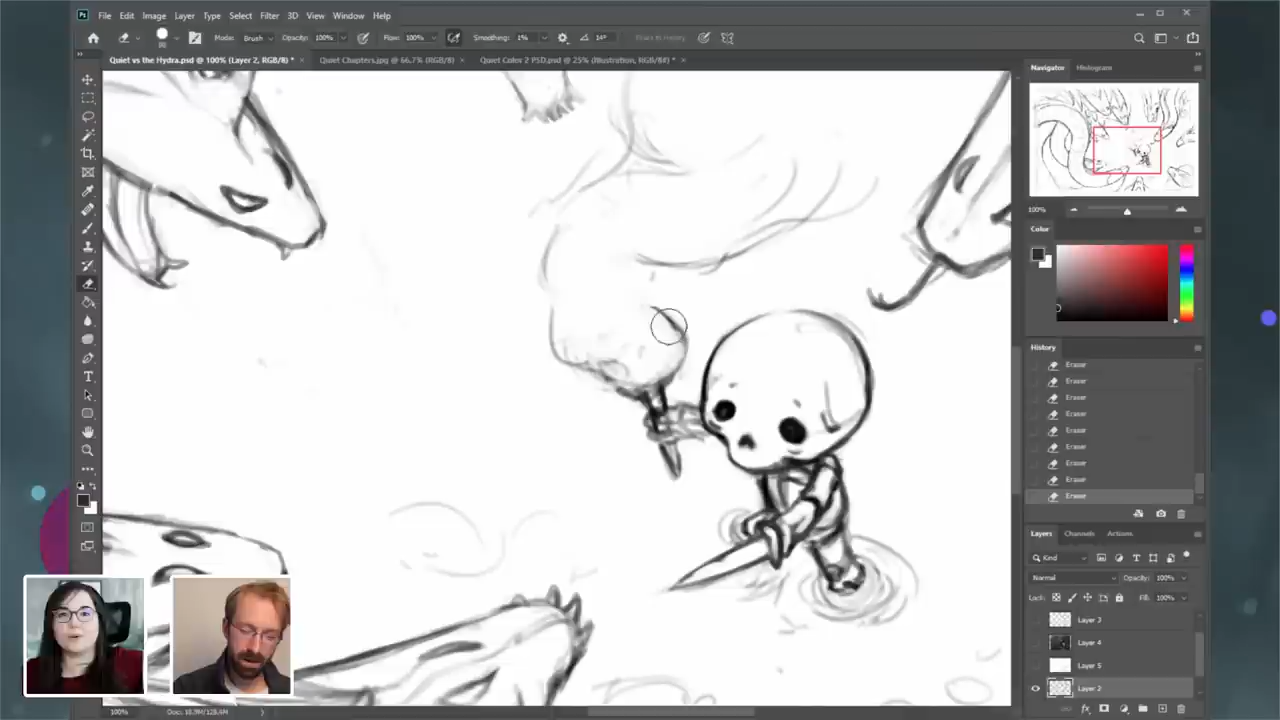 Ps File Edit Image Layer Type Select Filter 3D View Window Help
Mode: Brush Opacity: 100% Flow: 100% Smoothing: 1% 14° Erase to History
Quiet vs the Hydra.psd @ 100% (Layer 2, RGB/8) * × Quiet Chapters.jpg @ 66.7% (RGB/8) × Quiet Color 2 PSD.psd @ 25% (Illustration, RGB/8#) * ×
Navigator Histogram
100%
Color
History
Eraser
Eraser
Eraser
Eraser
Eraser
Eraser
Eraser
Eraser
Eraser
Layers Channels Actions
Kind
Normal Opacity: 100%
Lock: Fill: 100%
Layer 3
Layer 4
Layer 5
Layer 2
100%